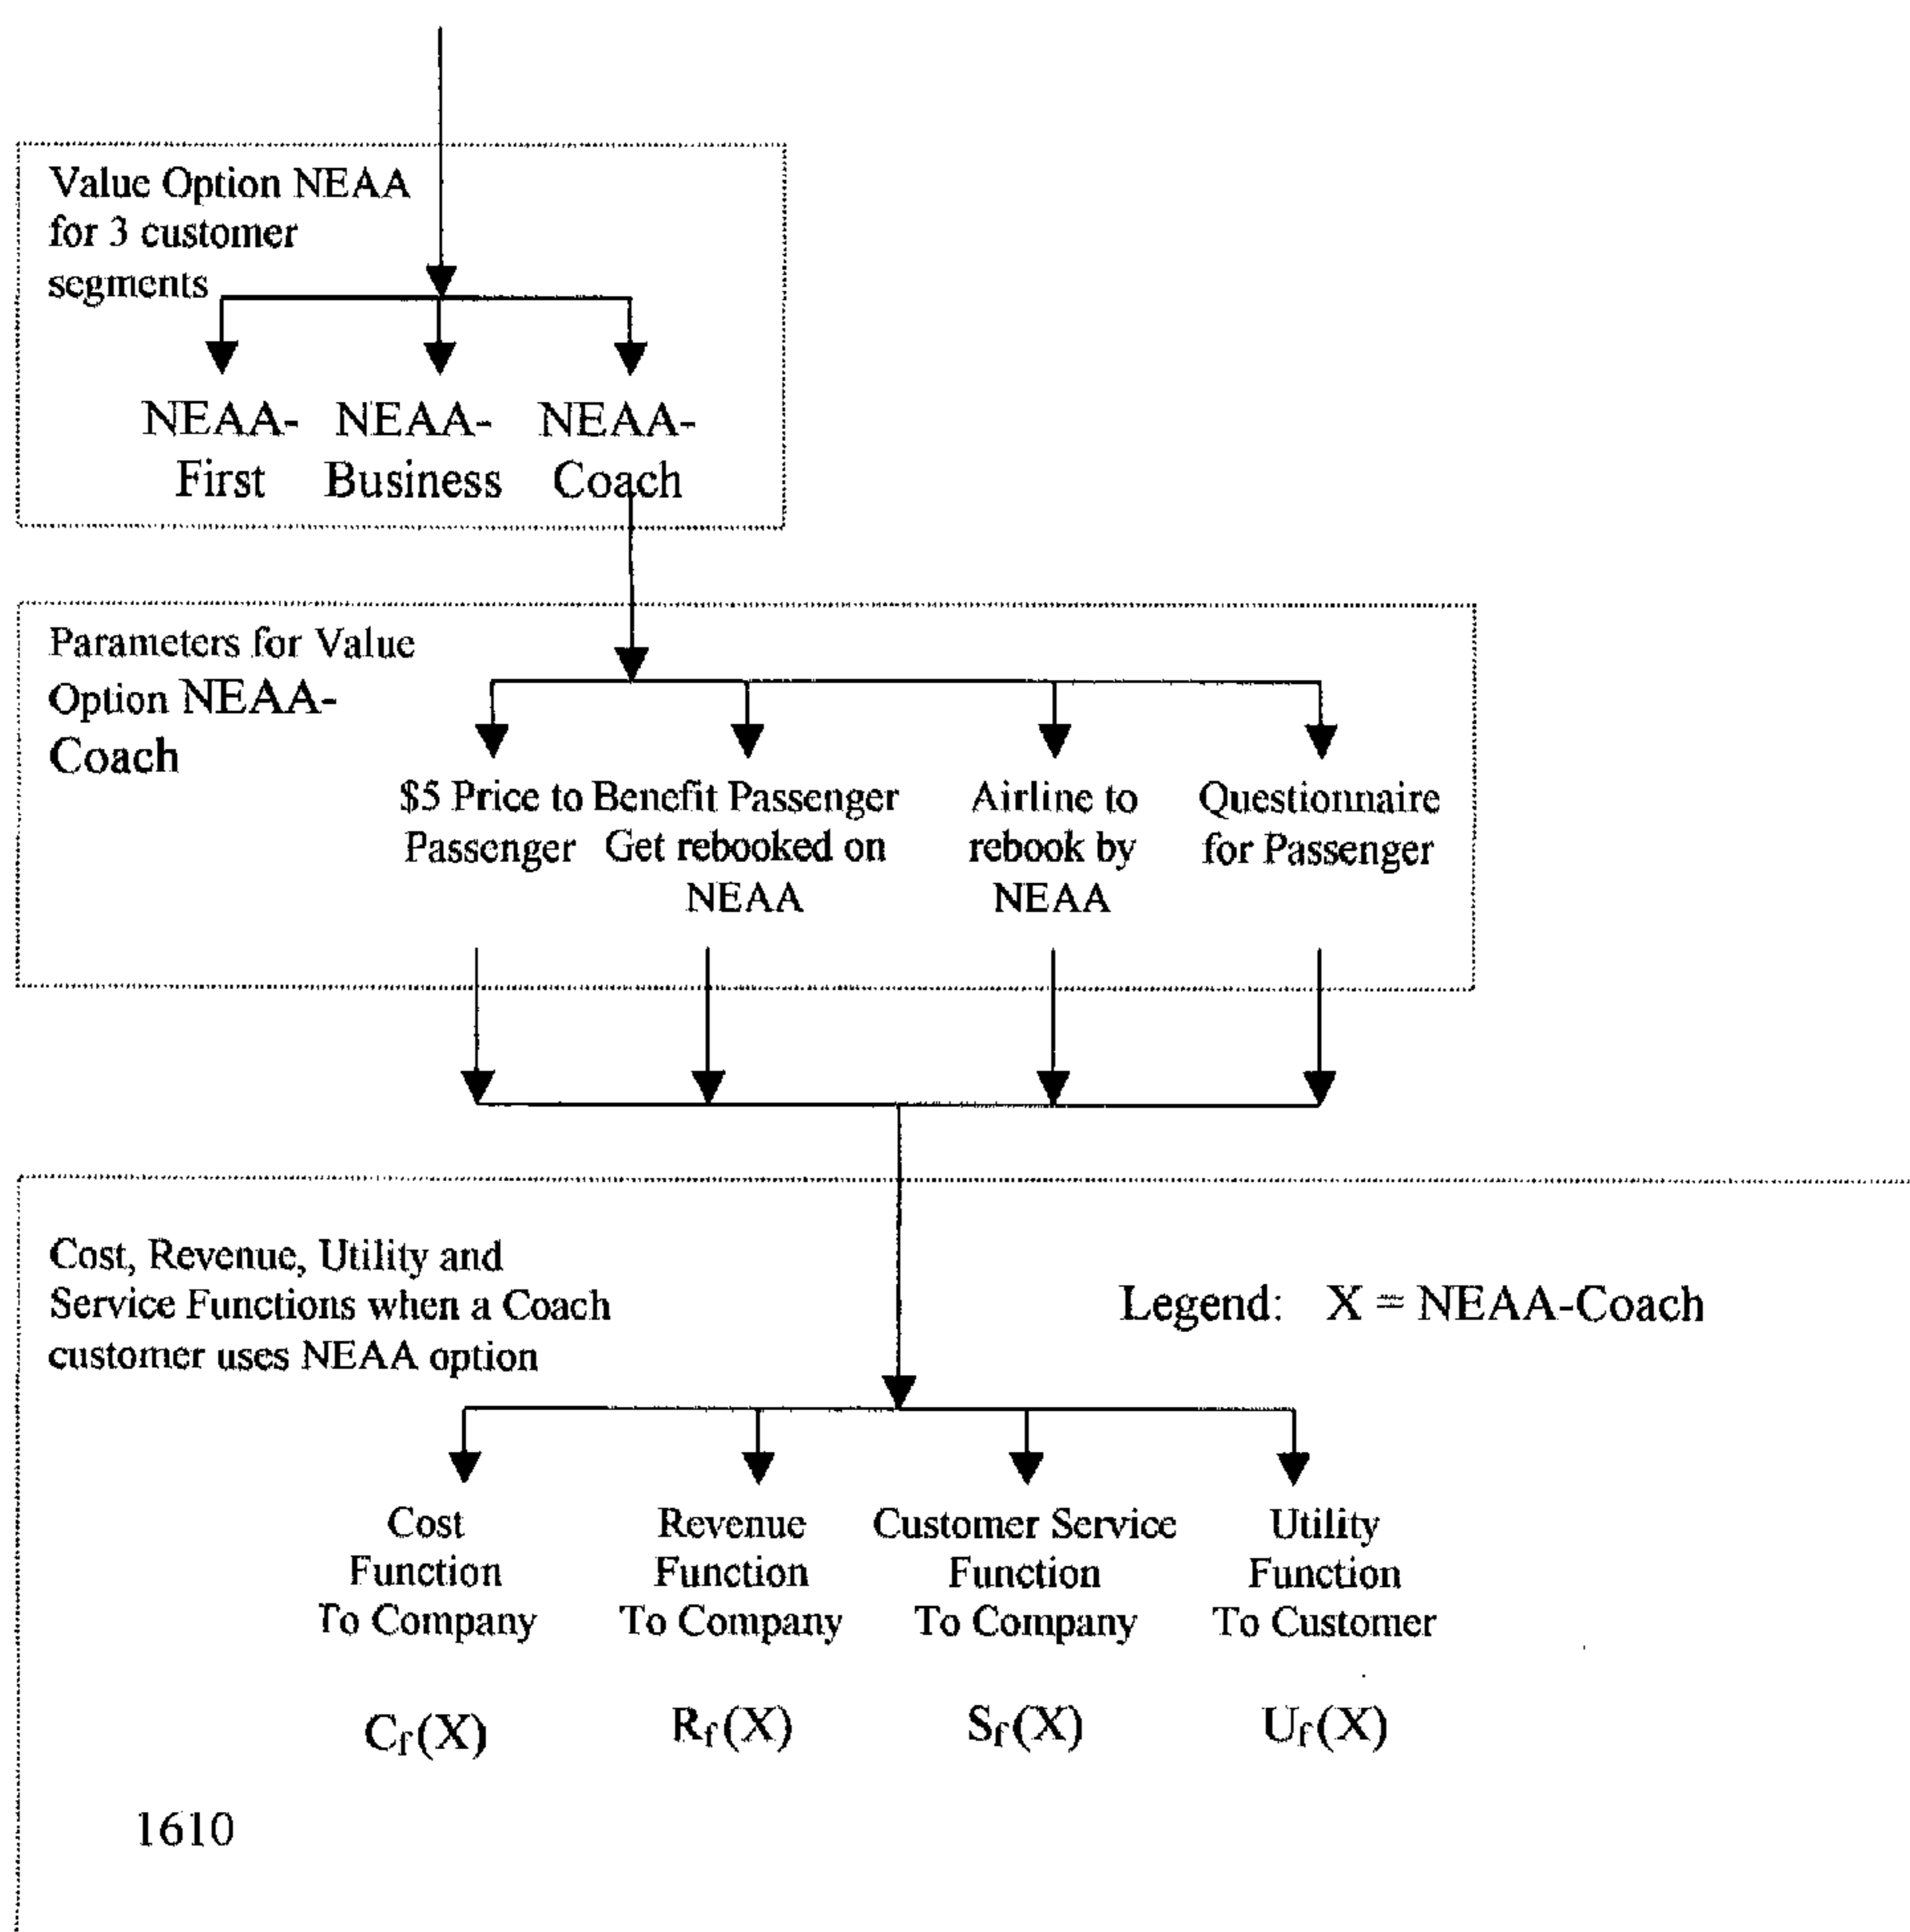 Value Option NEAA
for 3 customer
segments
NEAA- NEAA- NEAA-
First Business Coach
Parameters for Value
Option NEAA-
Coach
$5 Price to Benefit Passenger Airline to Questionnaire
Passenger Get rebooked on rebook by for Passenger
NEAA NEAA
Cost, Revenue, Utility and
Service Functions when a Coach
customer uses NEAA option
Legend: X = NEAA-Coach
Cost Revenue Customer Service Utility
Function Function Function Function
To Company To Company To Company To Customer
Cf(X) Rf(X) Sf(X) Uf(X)
1610